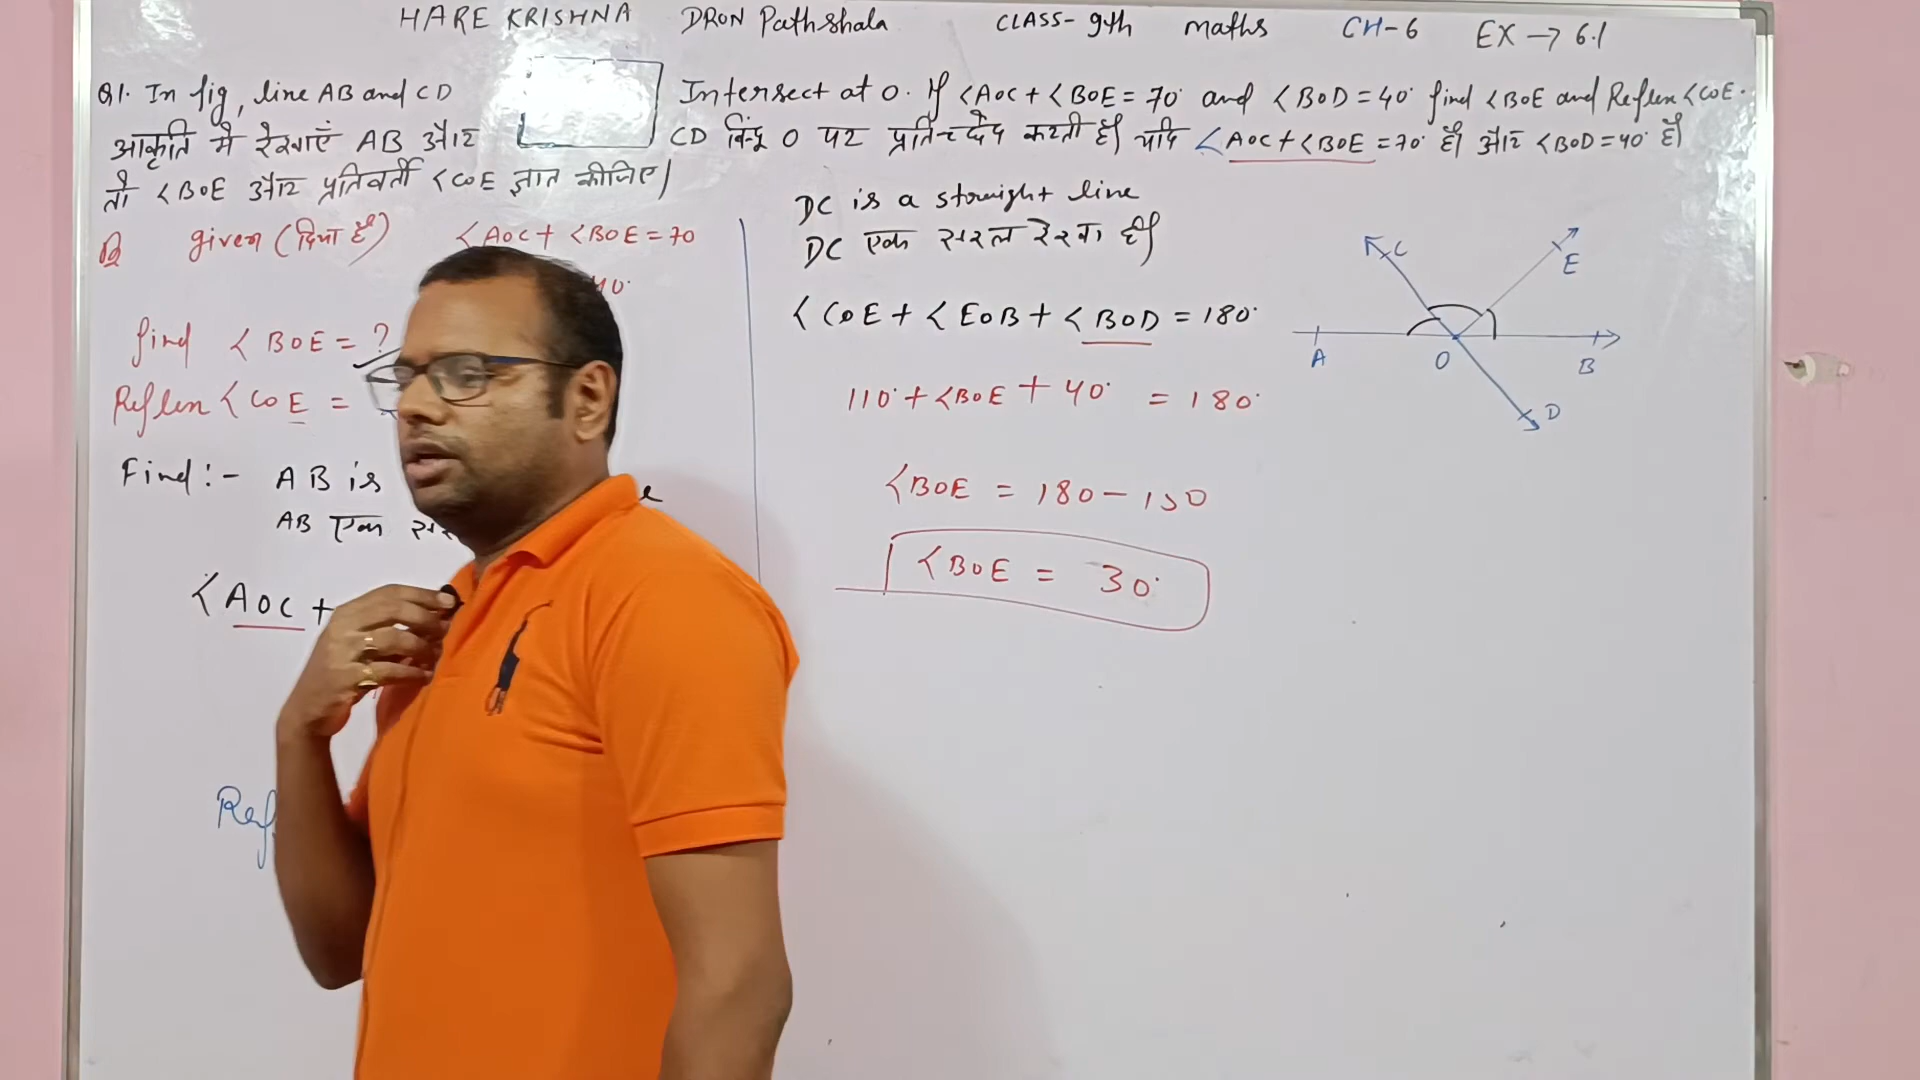 HARE KRISHNA DRON Pathshala CLASS- 9th maths CH-6 EX → 6.1
Q1. In fig, line AB and CD Intersect at O. If <AOC + <BOE = 70° and <BOD = 40° find <BOE and Reflex <COE.
आकृति में रेखाएं AB और CD बिन्दु O पर प्रतिच्छेद करती हैं यदि <AOC + <BOE = 70° है और <BOD = 40° है
तो <BOE और प्रतिवर्ती <COE ज्ञात कीजिए|
given (दिया है) <AOC + <BOE = 70
40°
find <BOE = ?
Reflex <COE =
Find :- AB is
AB एक
<AOC +
Ref
DC is a straight line
DC एक सरल रेखा है
<COE + <EOB + <BOD = 180°
110° + <BOE + 40° = 180°
<BOE = 180 - 150
<BOE = 30°
C
E
A
O
B
D